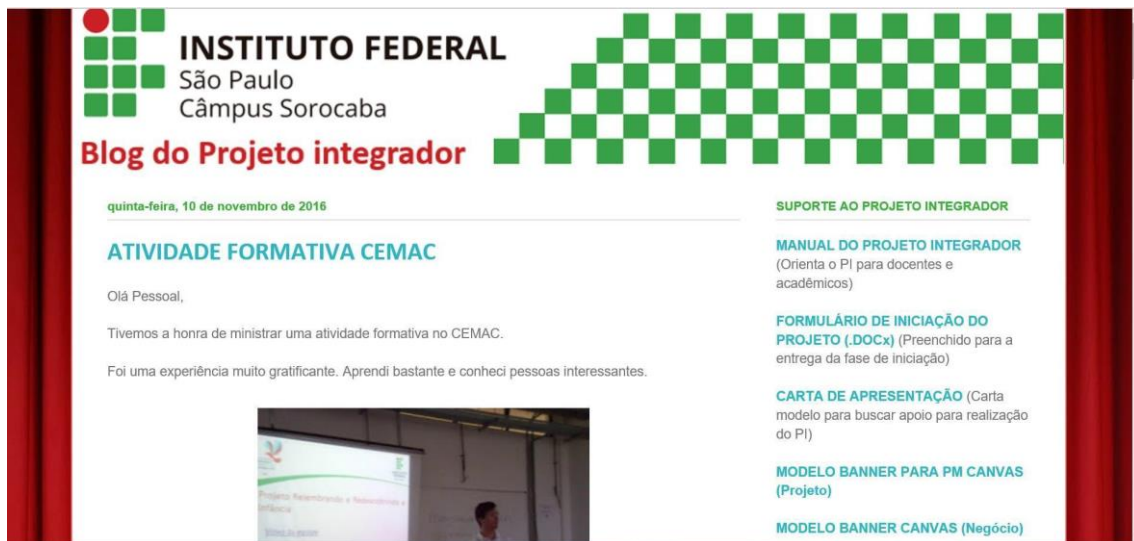 INSTITUTO FEDERAL
São Paulo
Câmpus Sorocaba
Blog do Projeto integrador
quinta-feira, 10 de novembro de 2016
ATIVIDADE FORMATIVA CEMAC
Olá Pessoal,
Tivemos a honra de ministrar uma atividade formativa no CEMAC.
Foi uma experiência muito gratificante. Aprendi bastante e conheci pessoas interessantes.
Projeto Relembrando e
Infância
SUPORTE AO PROJETO INTEGRADOR
MANUAL DO PROJETO INTEGRADOR
(Orienta o PI para docentes e
acadêmicos)
FORMULÁRIO DE INICIAÇÃO DO
PROJETO (.DOCx) (Preenchido para a
entrega da fase de iniciação)
CARTA DE APRESENTAÇÃO (Carta
modelo para buscar apoio para realização
do PI)
MODELO BANNER PARA PM CANVAS
(Projeto)
MODELO BANNER CANVAS (Negócio)